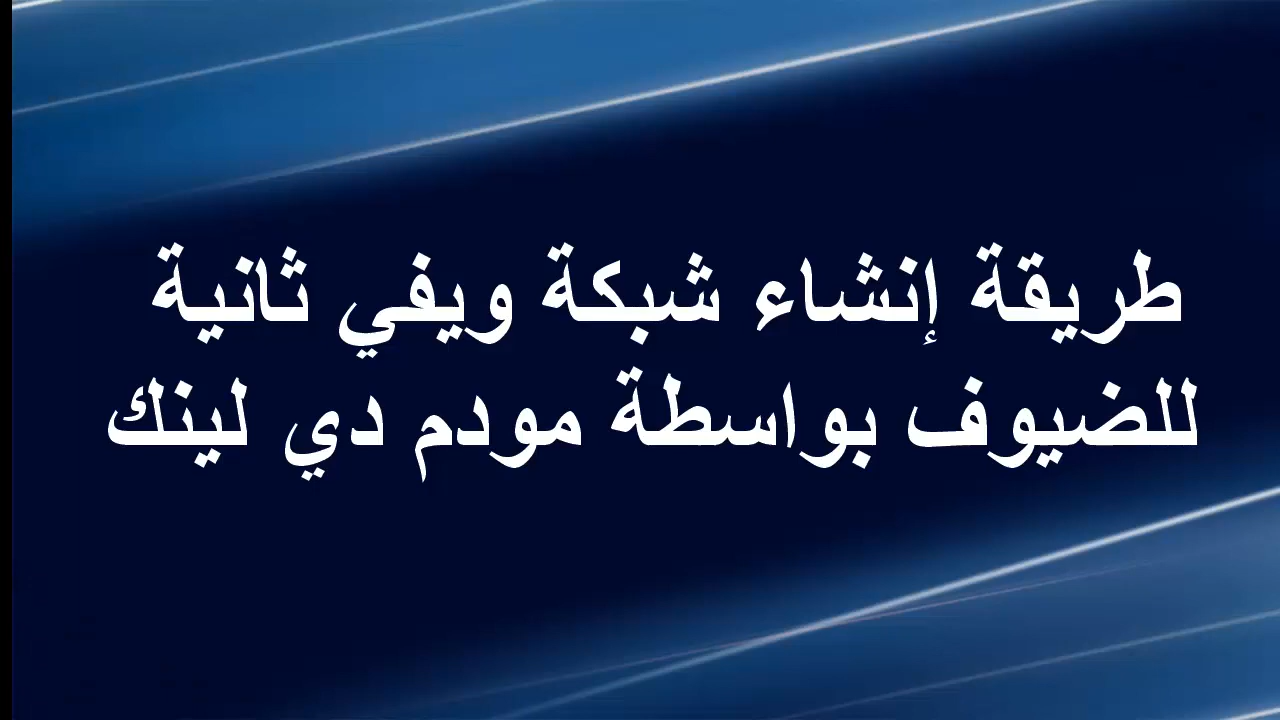 طريقة إنشاء شبكة ويفي ثانية
للضيوف بواسطة مودم دي لينك